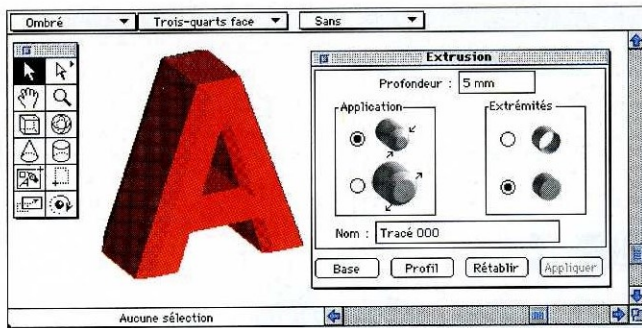 Ombré
Trois-quarts face
Sans
Extrusion
Profondeur : 5 mm
Application
Extrémités
Nom : Tracé 000
Base
Profil
Rétablir
Appliquer
A
Aucune sélection